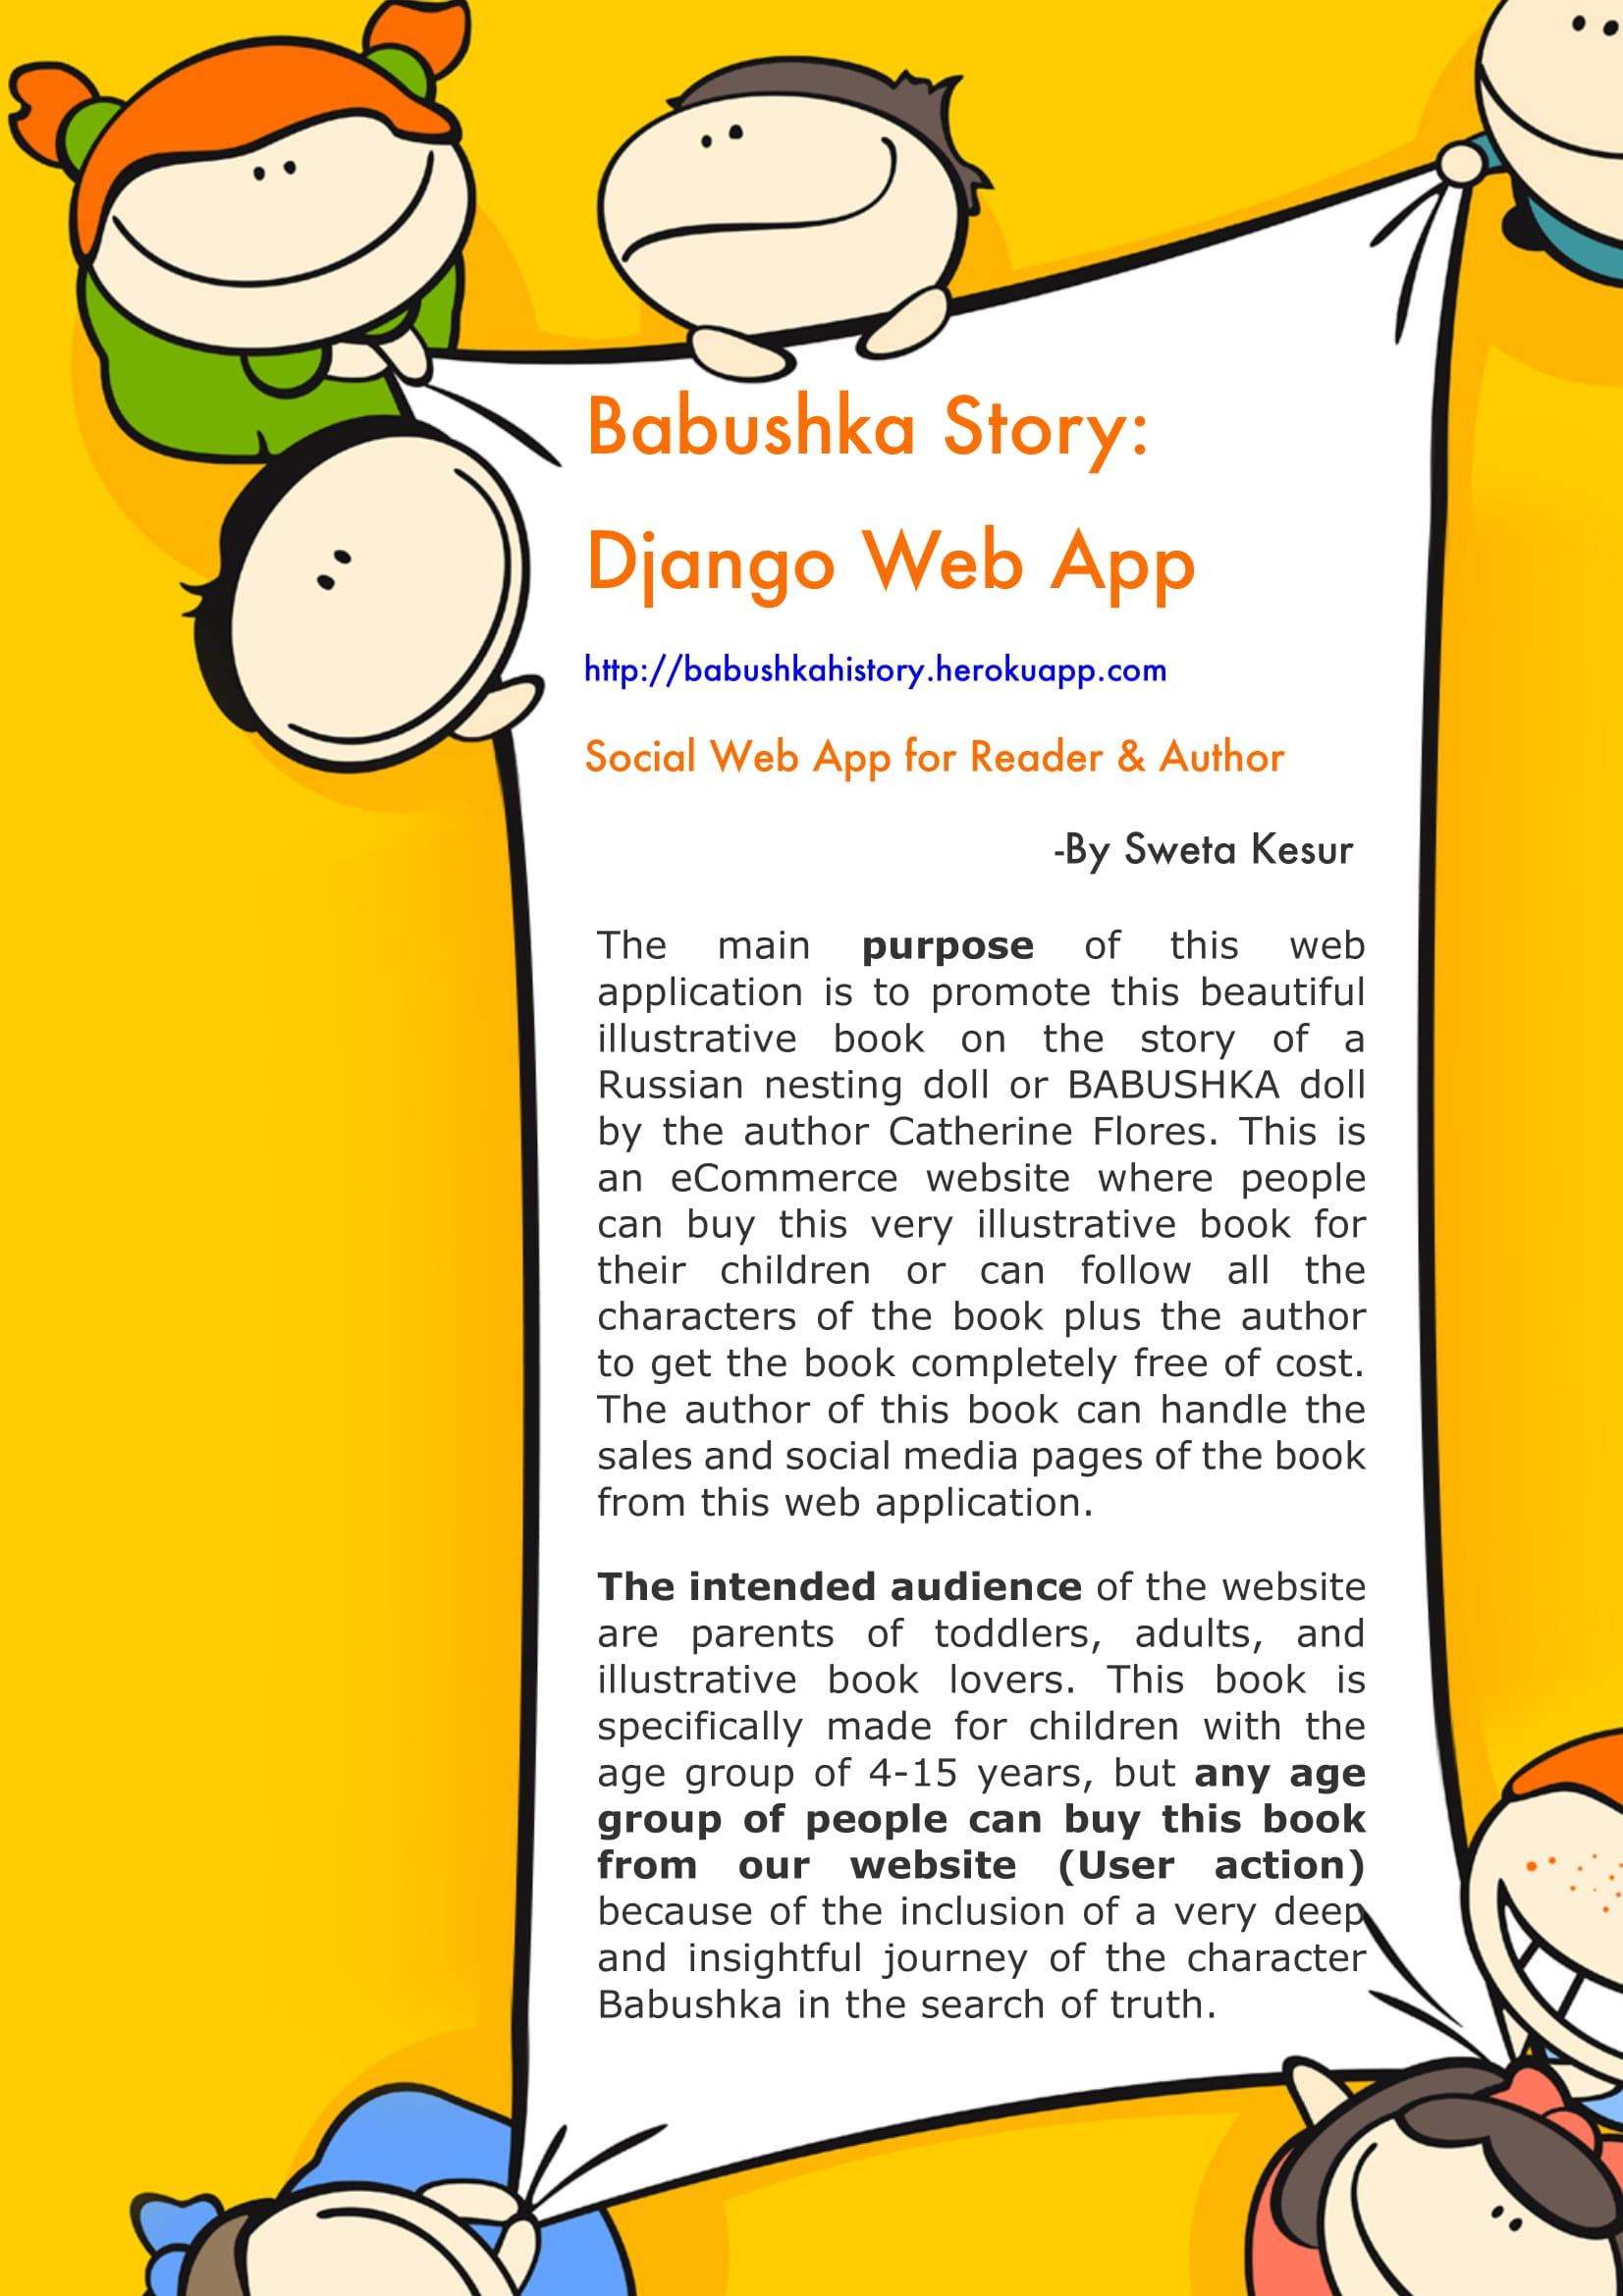 Babushka Story:
Django Web App
http://babushkahistory.herokuapp.com
Social Web App for Reader & Author
-By Sweta Kesur
The main purpose of this web
application is to promote this beautiful
illustrative book on the story of a
Russian nesting doll or BABUSHKA doll
by the author Catherine Flores. This is
an eCommerce website where people
can buy this very illustrative book for
their children or can follow all the
characters of the book plus the author
to get the book completely free of cost.
The author of this book can handle the
sales and social media pages of the book
from this web application.
The intended audience of the website
are parents of toddlers, adults, and
illustrative book lovers. This book is
specifically made for children with the
age group of 4-15 years, but any age
group of people can buy this book
from our website (User action)
because of the inclusion of a very deep
and insightful journey of the character
Babushka in the search of truth.